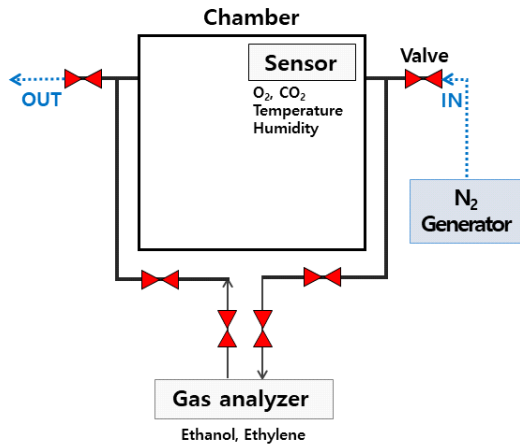 Chamber
Sensor
O₂, CO₂
Temperature
Humidity
Valve
OUT
IN
N₂
Generator
Gas analyzer
Ethanol, Ethylene